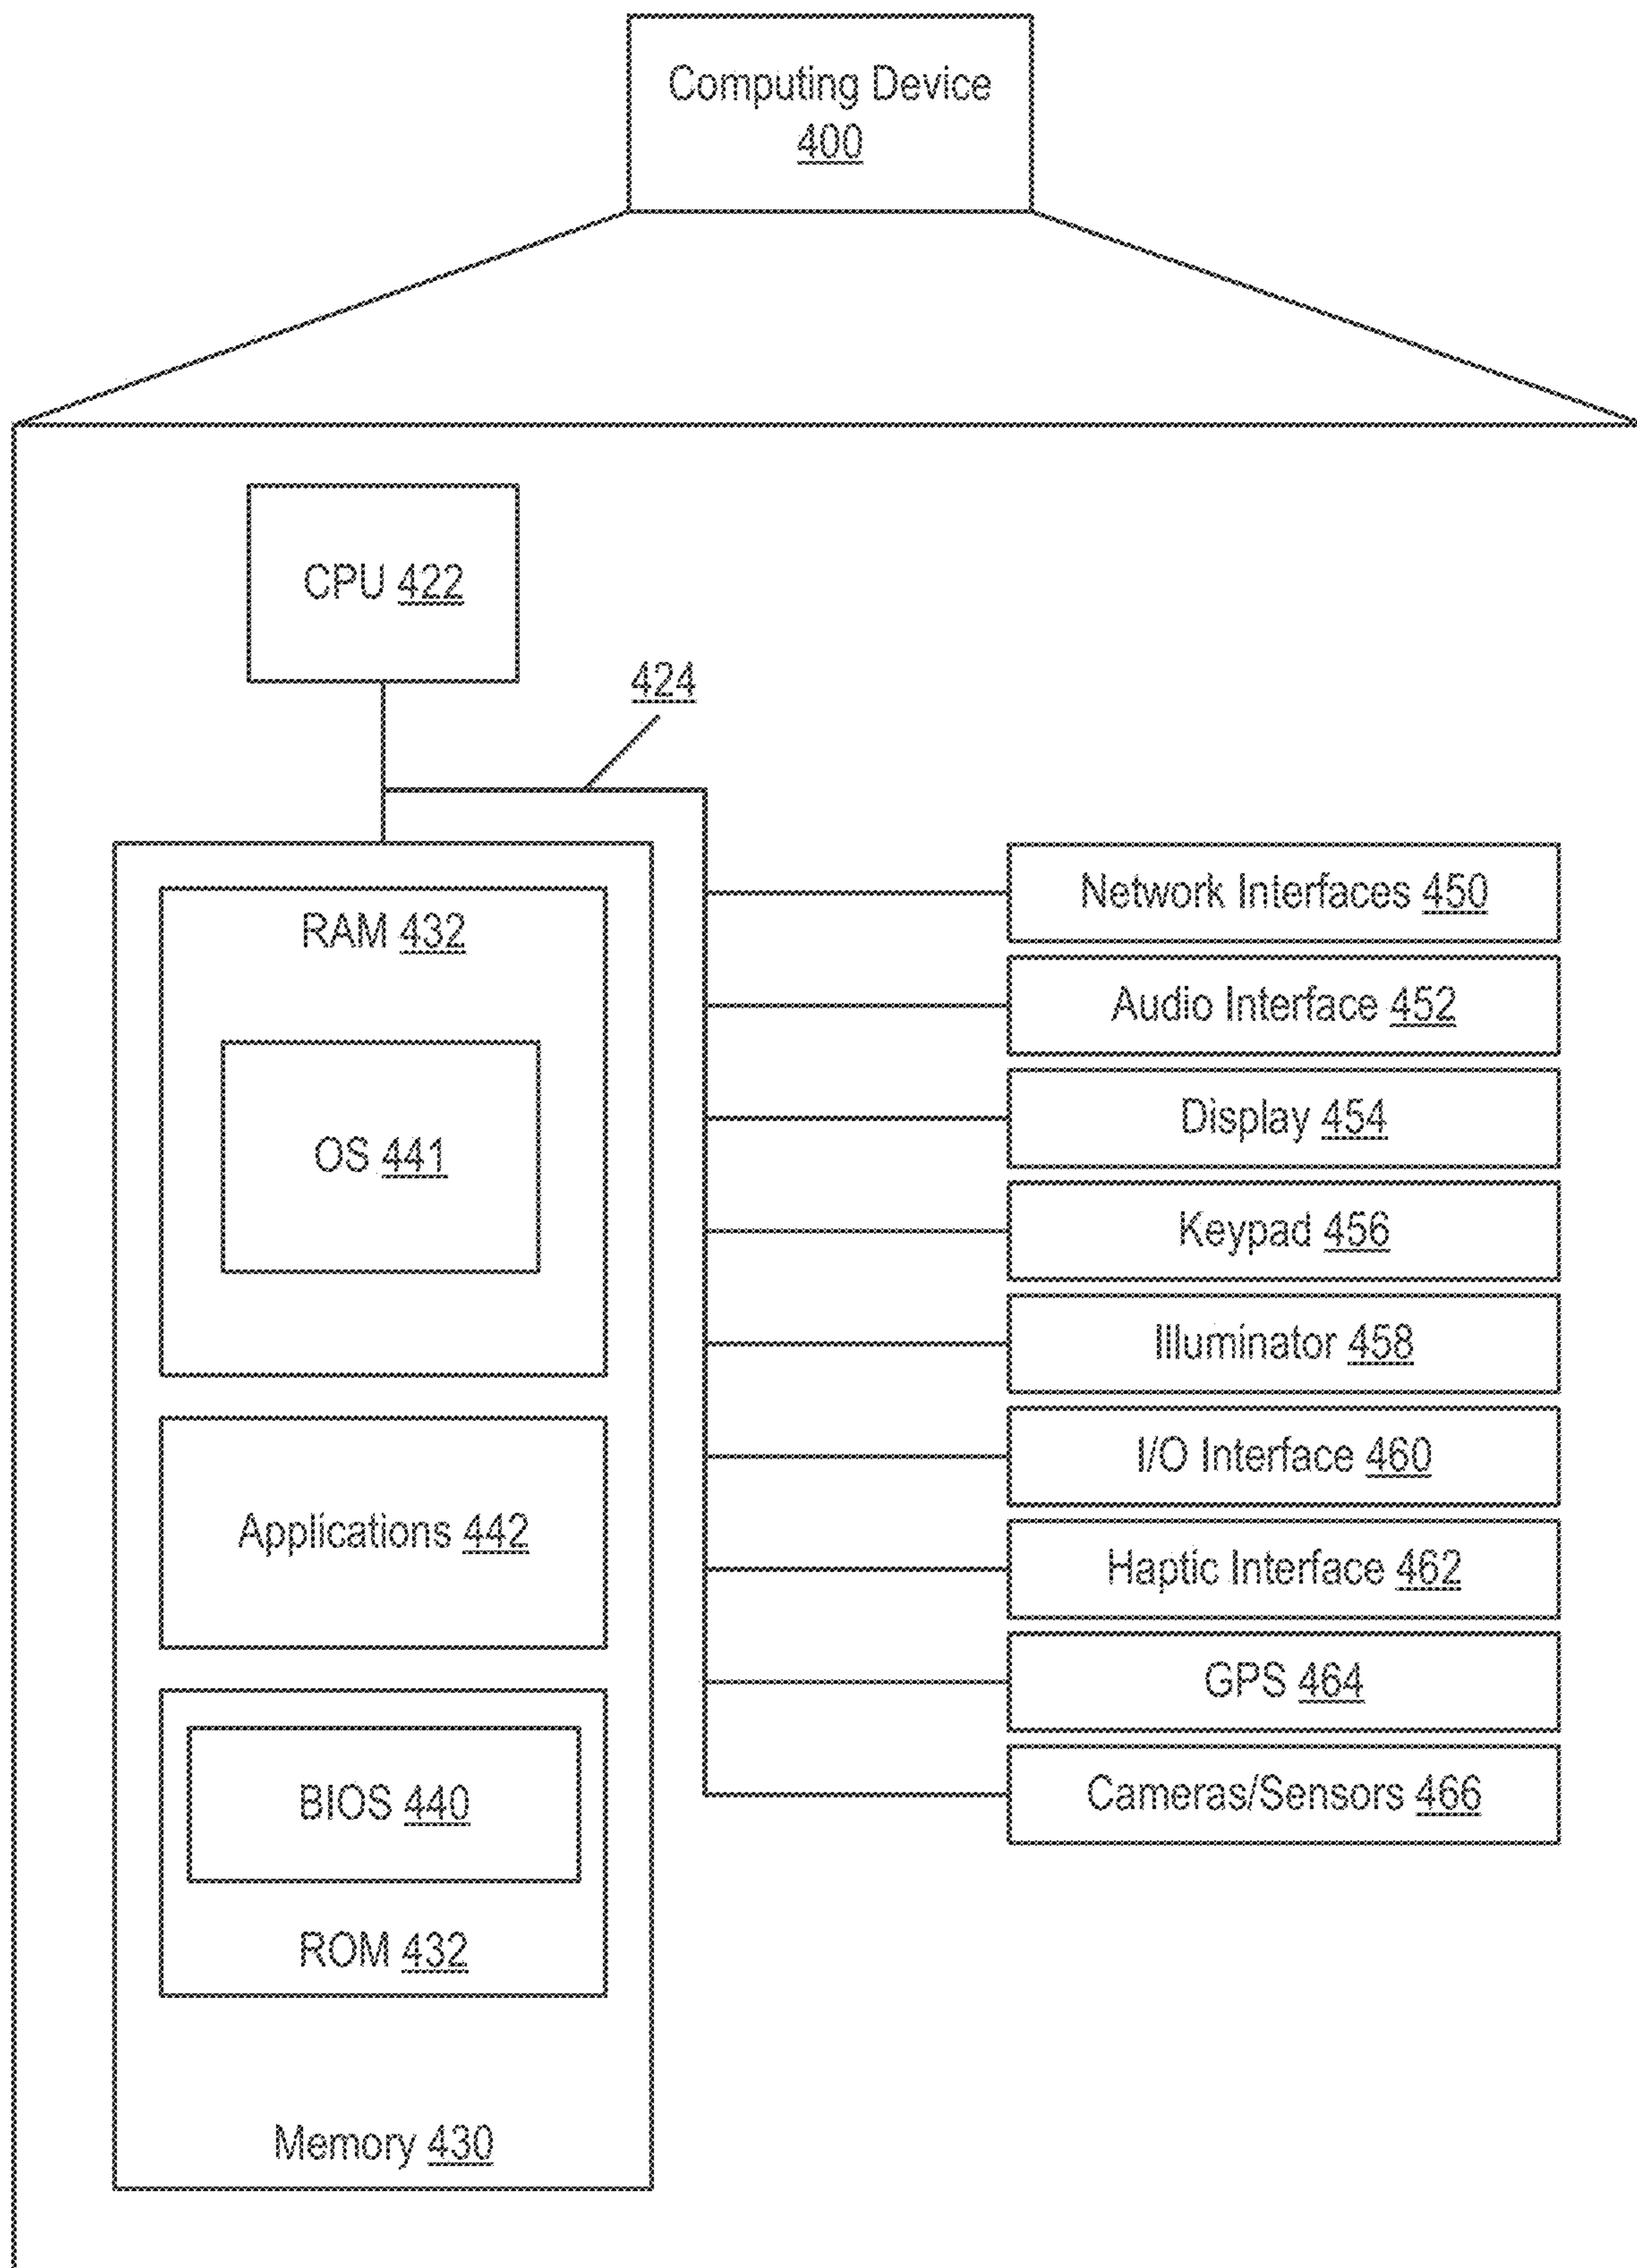 Computing Device
400
CPU 422
424
RAM 432
OS 441
Applications 442
BIOS 440
ROM 432
Memory 430
Network Interfaces 450
Audio Interface 452
Display 454
Keypad 456
Illuminator 458
I/O Interface 460
Haptic Interface 462
GPS 464
Cameras/Sensors 466